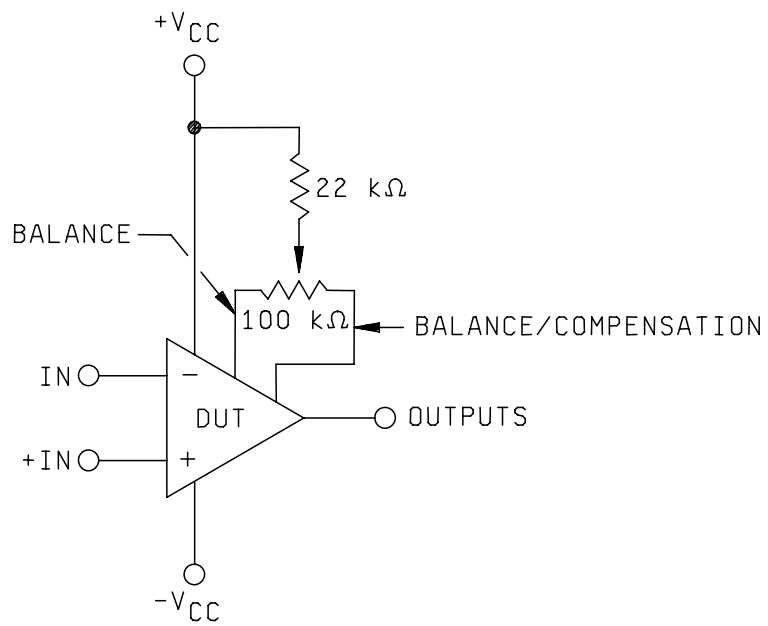 +VCC
22 kΩ
BALANCE
100 kΩ
BALANCE/COMPENSATION
IN
−
DUT
OUTPUTS
+IN
+
-VCC